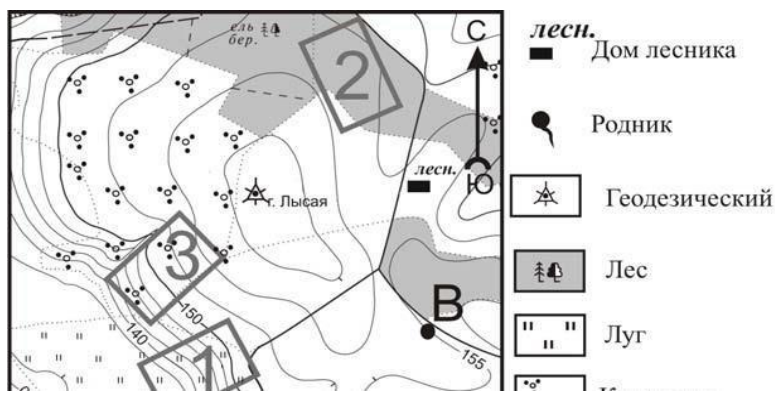 ель
бер.
С
2
лесн.
Ю
г. Лысая
3
150
140
В
155
1
лесн.
Дом лесника
Родник
Геодезический
Лес
Луг